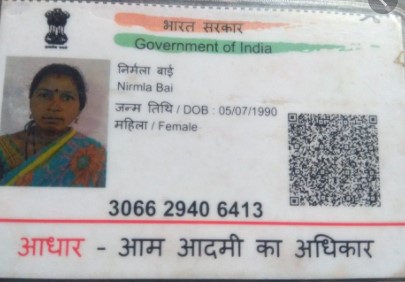 भारत सरकार
Government of India
निर्मला बाई
Nirmla Bai
जन्म तिथि / DOB : 05/07/1990
महिला / Female
3066 2940 6413
आधार - आम आदमी का अधिकार